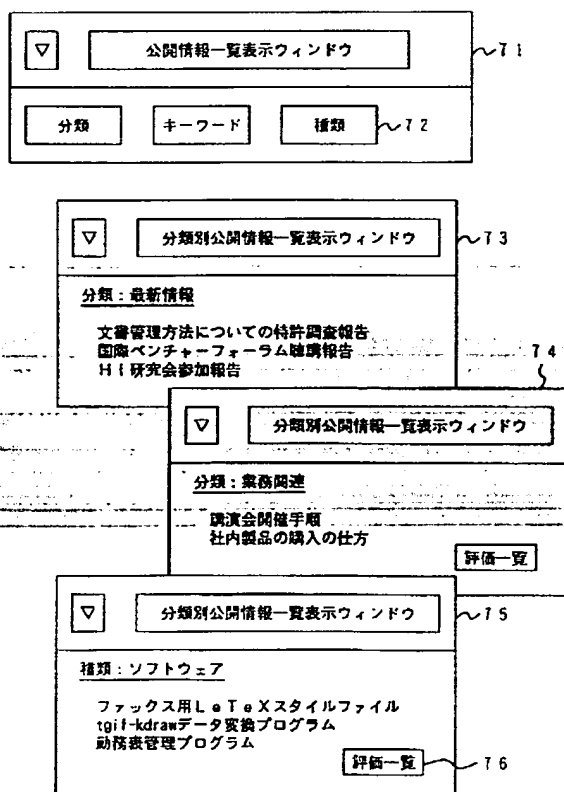 ▽ 公開情報一覧表示ウィンドウ 71
分類 キーワード 種類 72
▽ 分類別公開情報一覧表示ウィンドウ 73
分類：最新情報
文書管理方法についての特許調査報告
国際ベンチャーフォーラム聴講報告
HI研究会参加報告
74
▽ 分類別公開情報一覧表示ウィンドウ
分類：業務関連
講演会開催手順
社内製品の購入の仕方
評価一覧
▽ 分類別公開情報一覧表示ウィンドウ 75
種類：ソフトウェア
ファックス用LeTeXスタイルファイル
tgif-kdrawデータ変換プログラム
勤務表管理プログラム
評価一覧 76